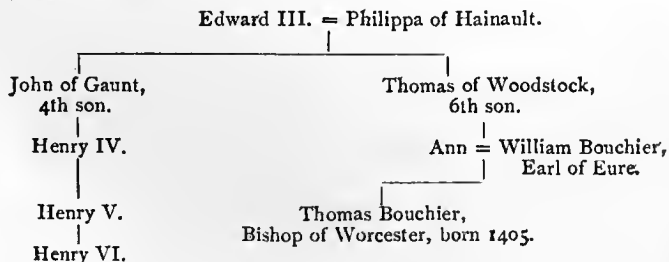 Edward III. = Philippa of Hainault.
John of Gaunt,
4th son.
Thomas of Woodstock,
6th son.
Henry IV.
Ann = William Bouchier,
Earl of Eure.
Henry V.
Thomas Bouchier,
Bishop of Worcester, born 1405.
Henry VI.